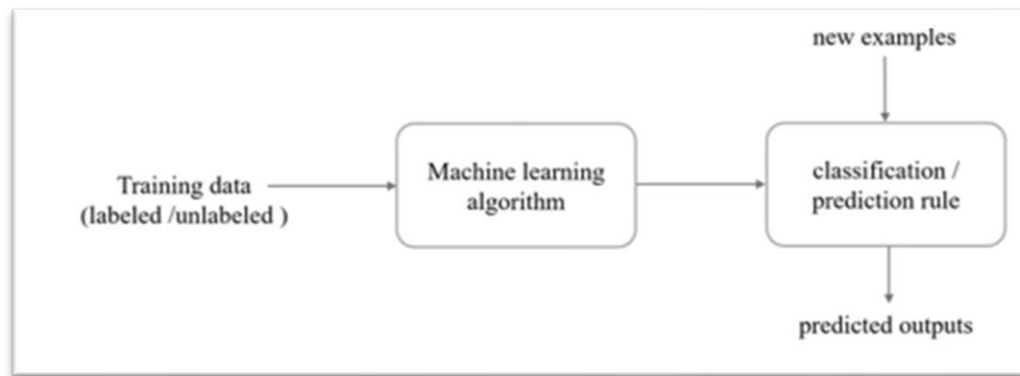 new examples
Training data
(labeled /unlabeled )
Machine learning
algorithm
classification /
prediction rule
predicted outputs